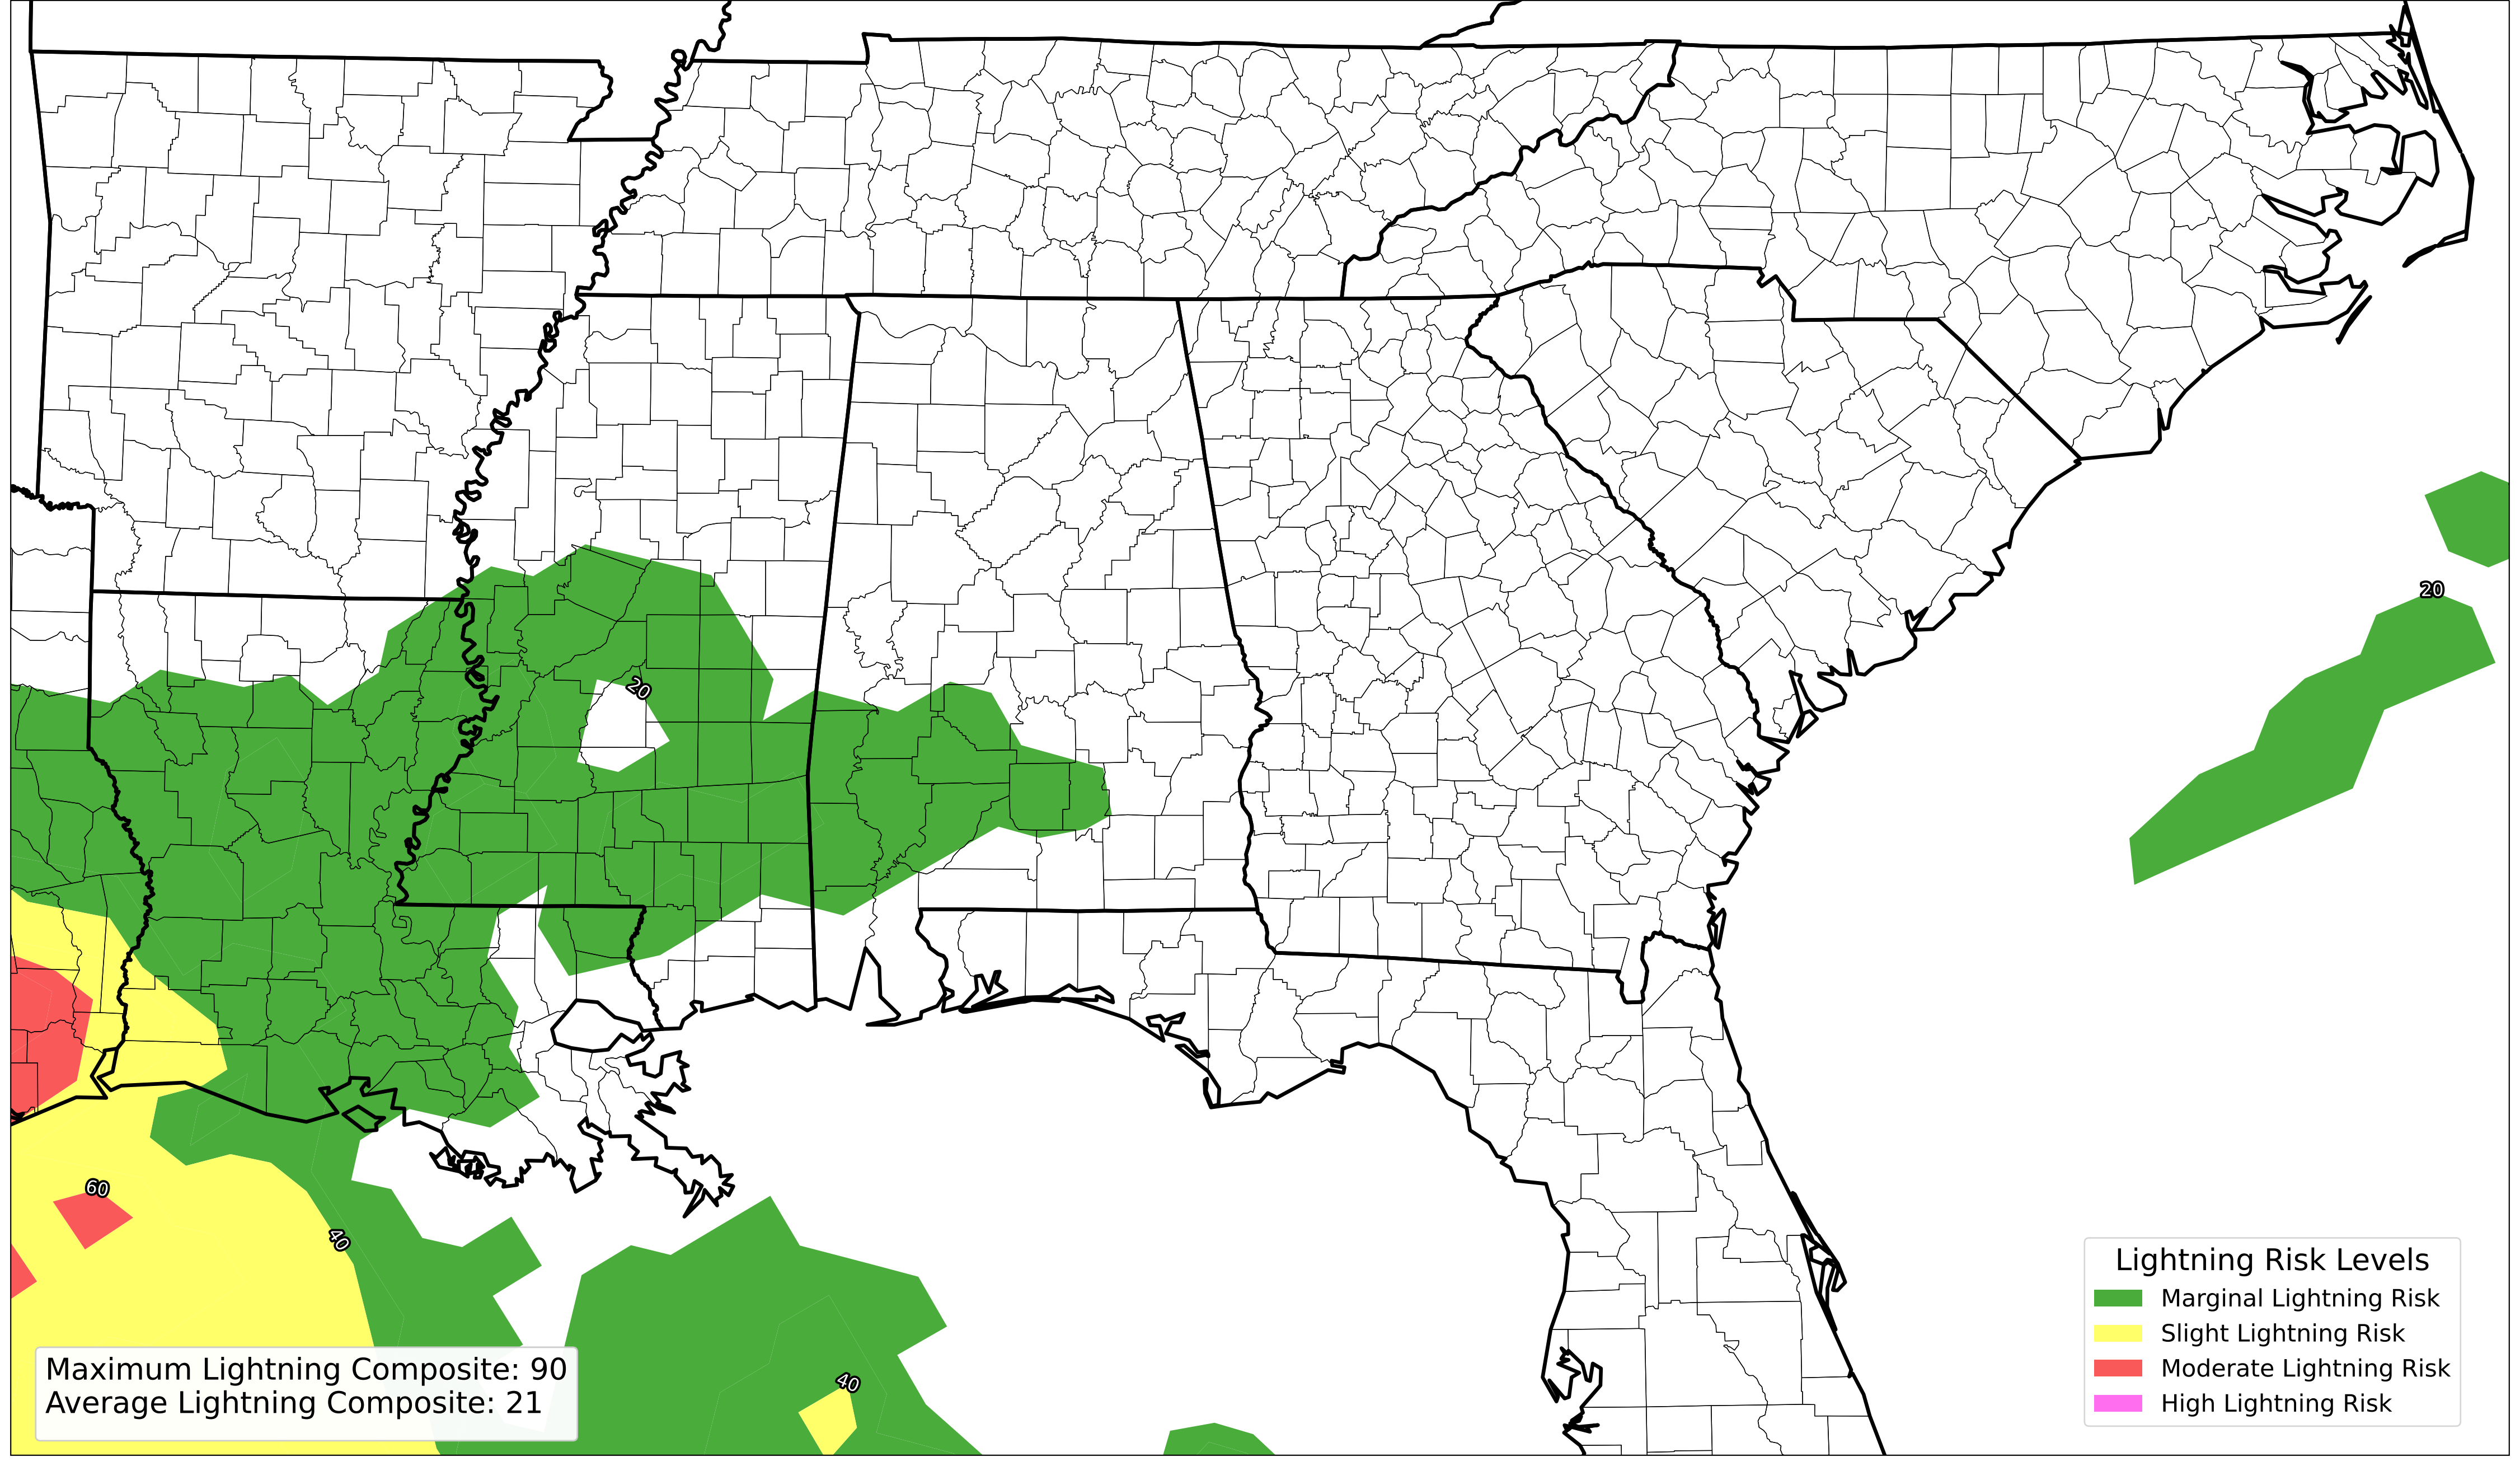 20
20
60
40
40
Maximum Lightning Composite: 90
Average Lightning Composite: 21
Lightning Risk Levels
Marginal Lightning Risk
Slight Lightning Risk
Moderate Lightning Risk
High Lightning Risk